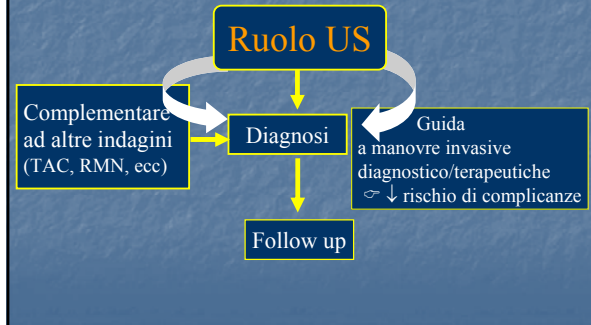 Ruolo US
Complementare
ad altre indagini
(TAC, RMN, ecc)
Diagnosi
Guida
a manovre invasive
diagnostico/terapeutiche
☞ ↓ rischio di complicanze
Follow up